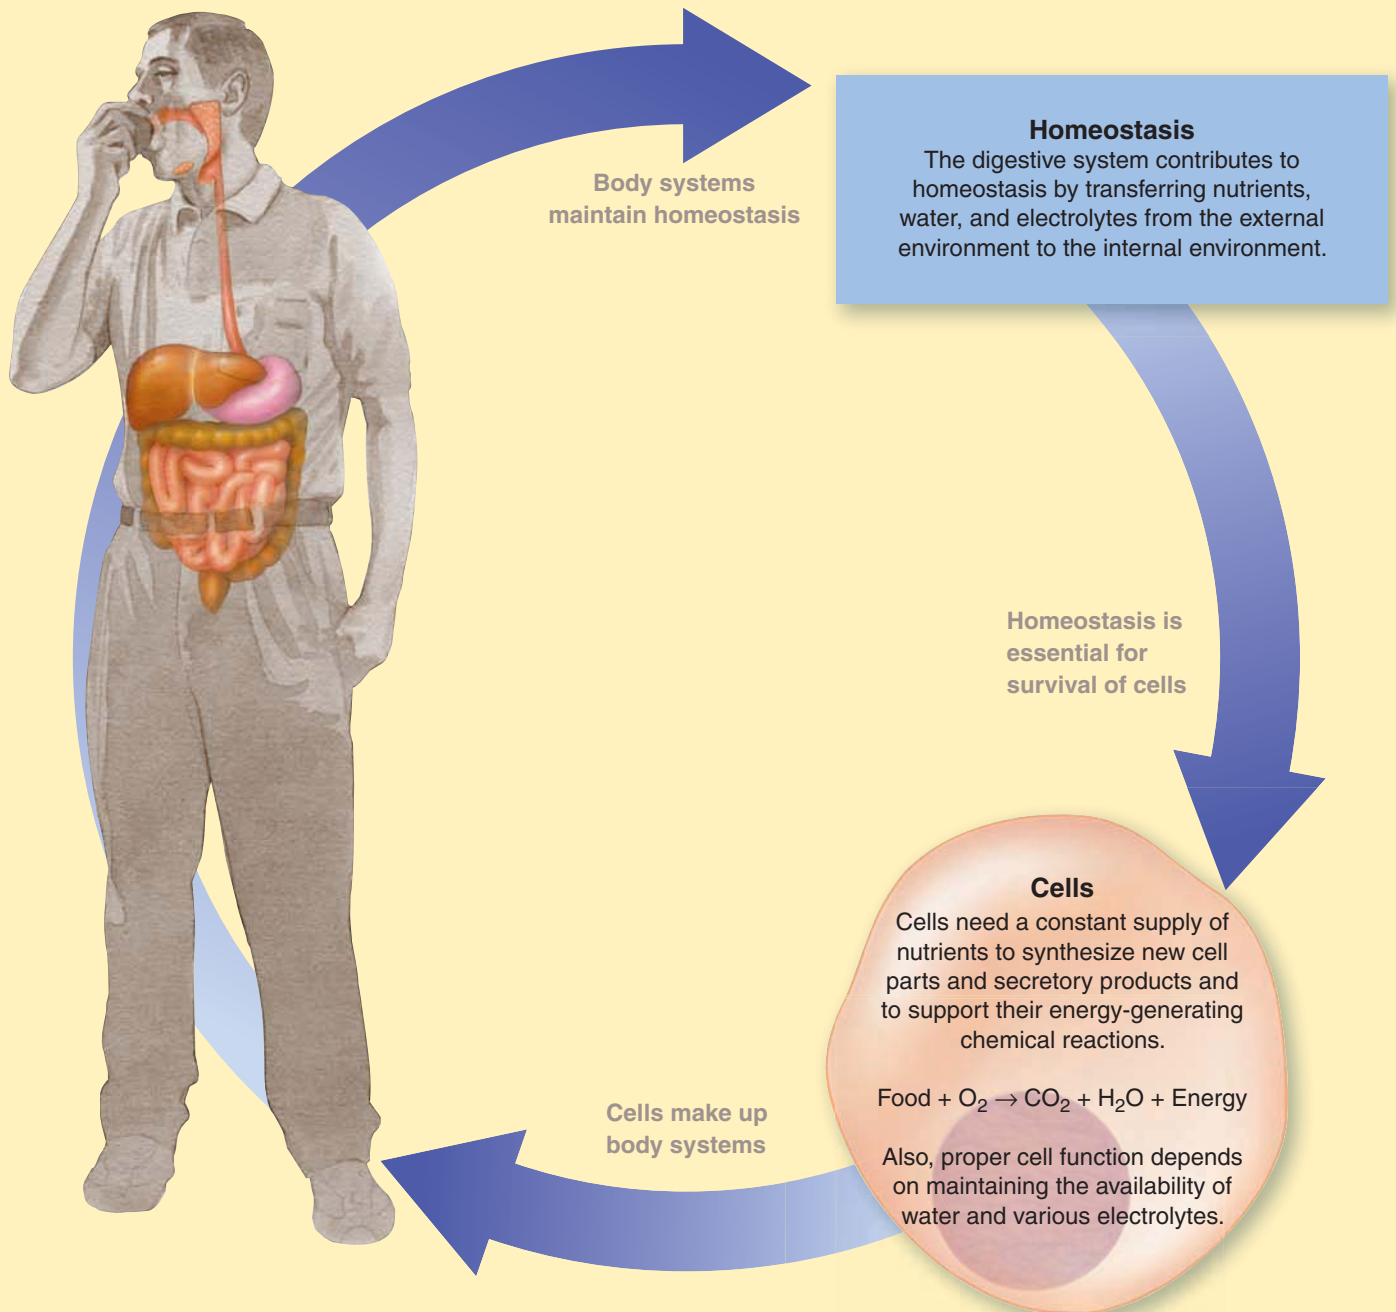 Body systems
maintain homeostasis
Homeostasis
The digestive system contributes to
homeostasis by transferring nutrients,
water, and electrolytes from the external
environment to the internal environment.
Homeostasis is
essential for
survival of cells
Cells
Cells need a constant supply of
nutrients to synthesize new cell
parts and secretory products and
to support their energy-generating
chemical reactions.
Food + O₂ → CO₂ + H₂O + Energy
Also, proper cell function depends
on maintaining the availability of
water and various electrolytes.
Cells make up
body systems